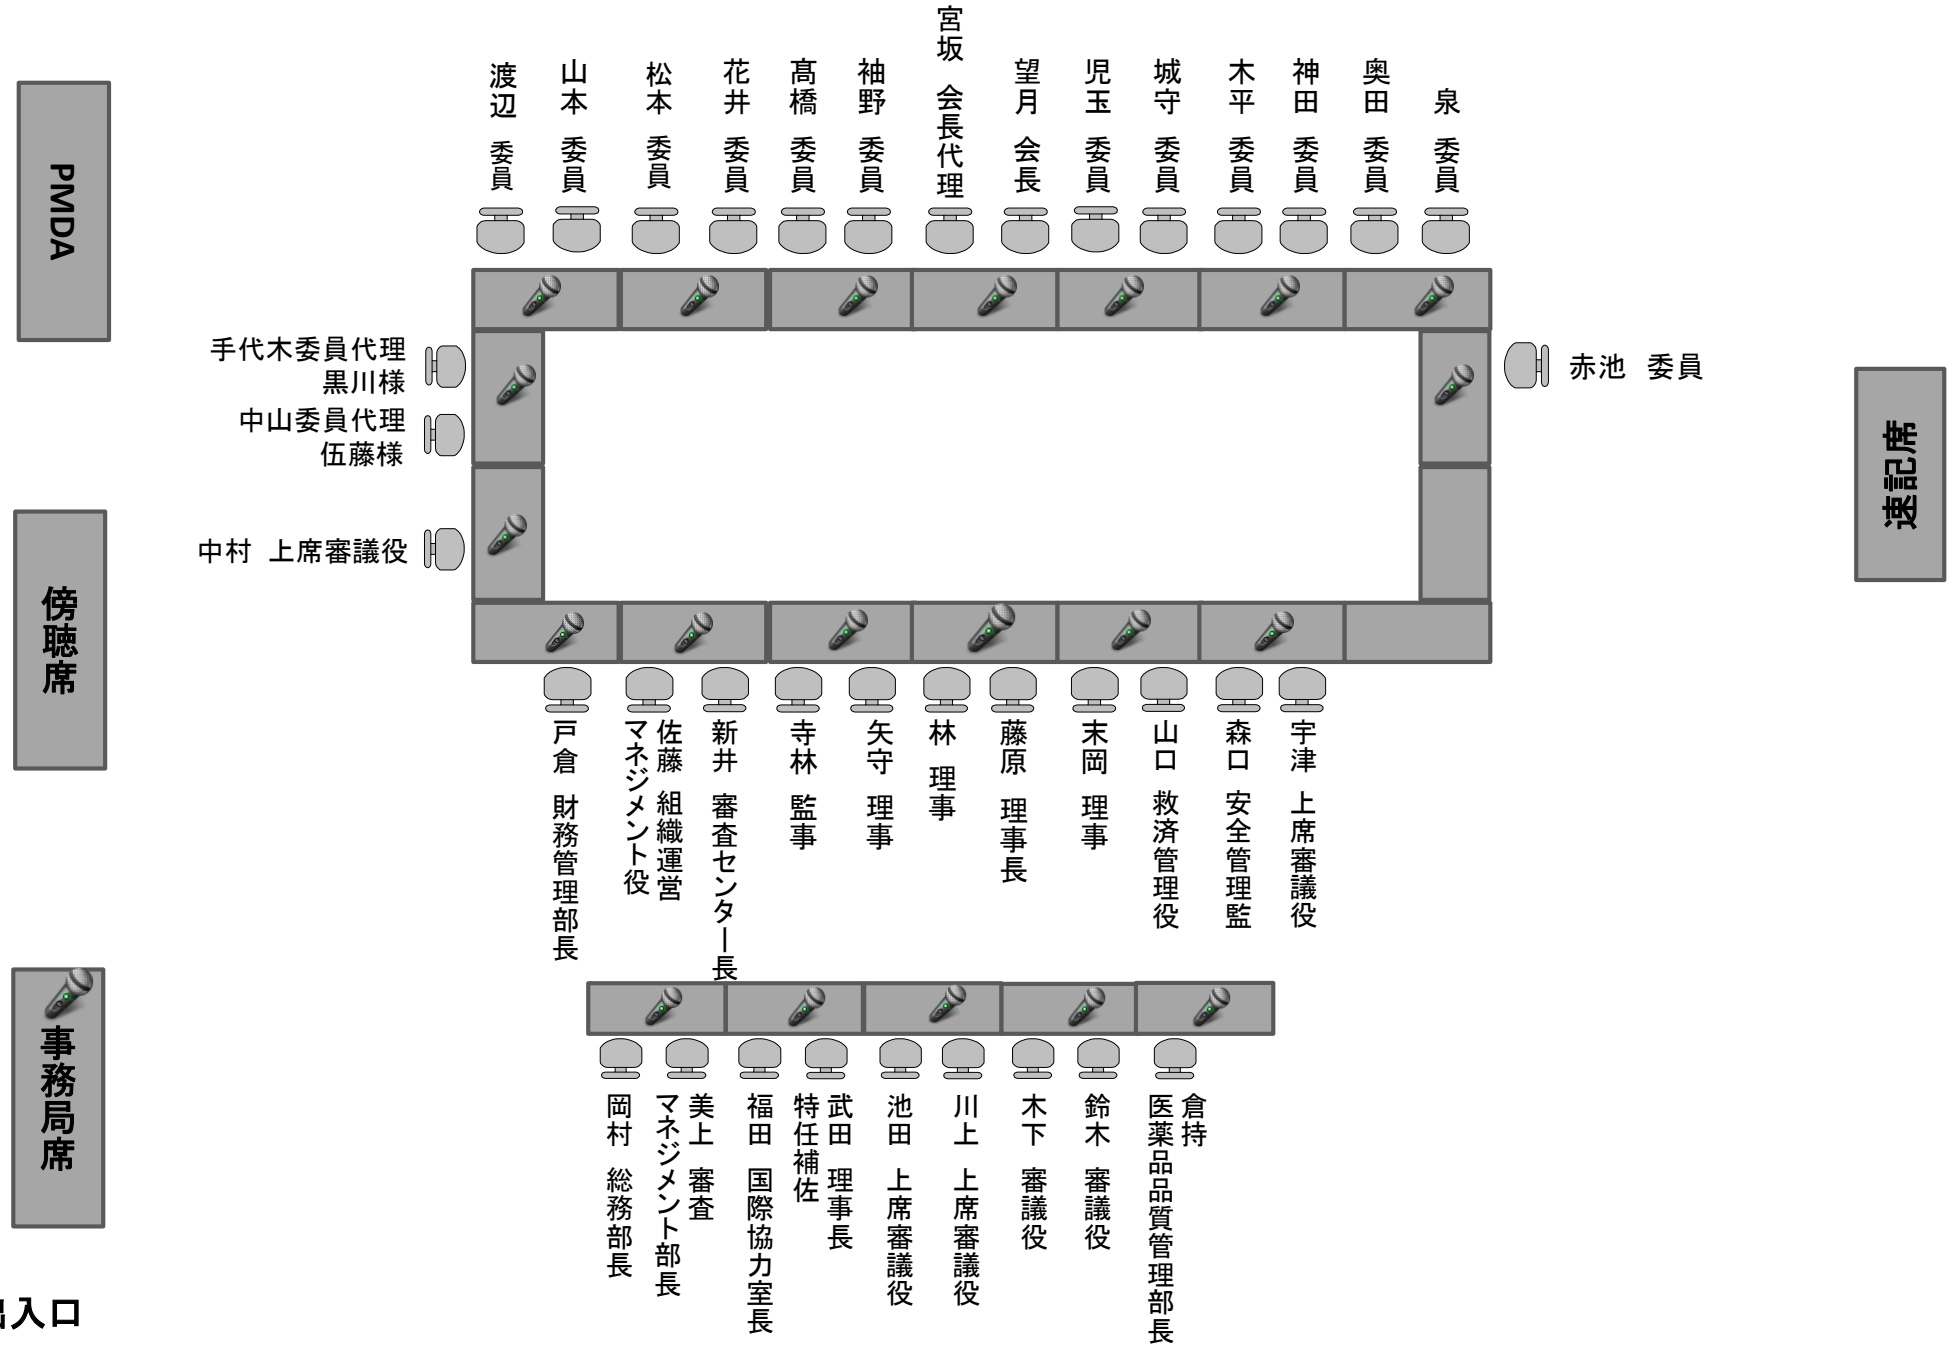 渡辺 委員
山本 委員
松本 委員
花井 委員
髙橋 委員
袖野 委員
宮坂 会長代理
望月 会長
児玉 委員
城守 委員
木平 委員
神田 委員
奥田 委員
泉 委員
PMDA
手代木委員代理
黒川様
中山委員代理
伍藤様
中村 上席審議役
赤池 委員
速記席
傍聴席
戸倉 財務管理部長
佐藤 組織運営
マネジメント役
新井 審査センター長
寺林 監事
矢守 理事
林 理事
藤原 理事長
末岡 理事
山口 救済管理役
森口 安全管理監
宇津 上席審議役
事務局席
岡村 総務部長
美上 審査
マネジメント部長
福田 国際協力室長
武田 理事長
特任補佐
池田 上席審議役
川上 上席審議役
木下 審議役
鈴木 審議役
倉持
医薬品品質管理部長
出入口